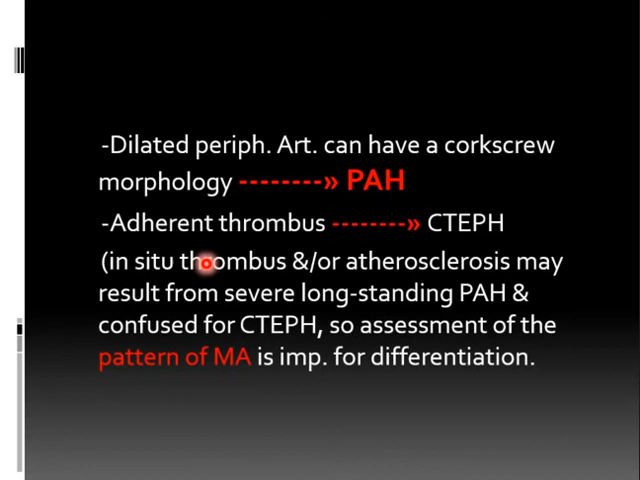 -Dilated periph. Art. can have a corkscrew
morphology --------» PAH
-Adherent thrombus --------» CTEPH
(in situ thrombus &/or atherosclerosis may
result from severe long-standing PAH &
confused for CTEPH, so assessment of the
pattern of MA is imp. for differentiation.